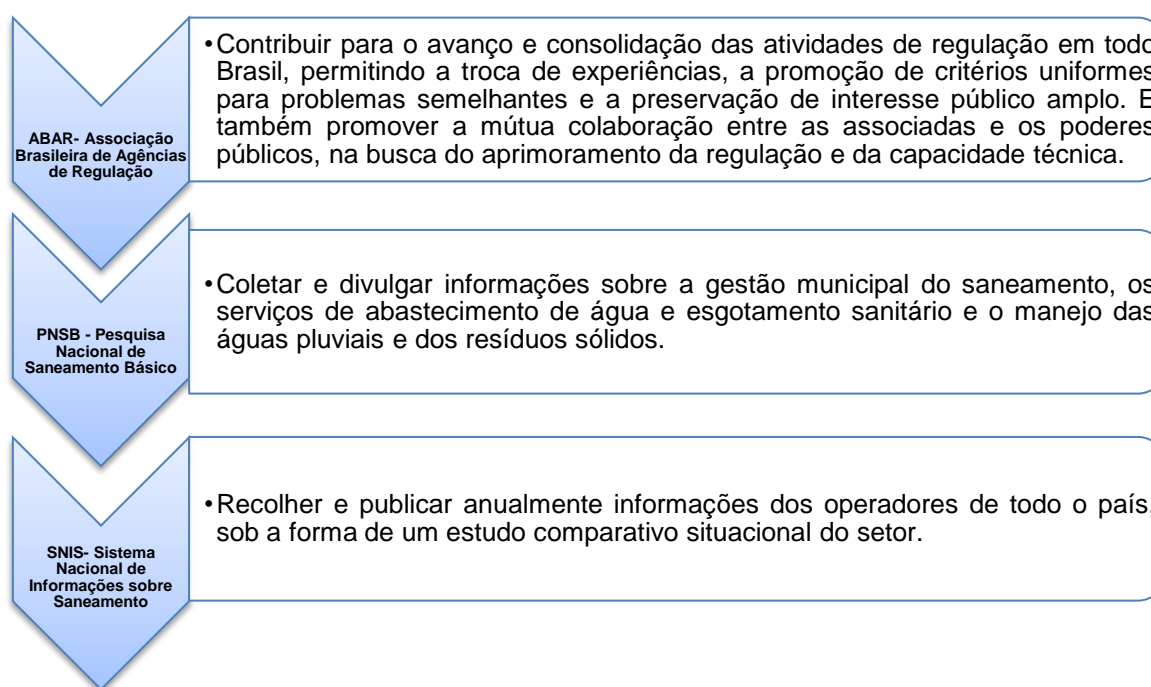 ABAR- Associação
Brasileira de Agências
de Regulação
•Contribuir para o avanço e consolidação das atividades de regulação em todo
Brasil, permitindo a troca de experiências, a promoção de critérios uniformes
para problemas semelhantes e a preservação de interesse público amplo. E
também promover a mútua colaboração entre as associadas e os poderes
públicos, na busca do aprimoramento da regulação e da capacidade técnica.
PNSB - Pesquisa
Nacional de
Saneamento Básico
•Coletar e divulgar informações sobre a gestão municipal do saneamento, os
serviços de abastecimento de água e esgotamento sanitário e o manejo das
águas pluviais e dos resíduos sólidos.
SNIS- Sistema
Nacional de
Informações sobre
Saneamento
•Recolher e publicar anualmente informações dos operadores de todo o país,
sob a forma de um estudo comparativo situacional do setor.